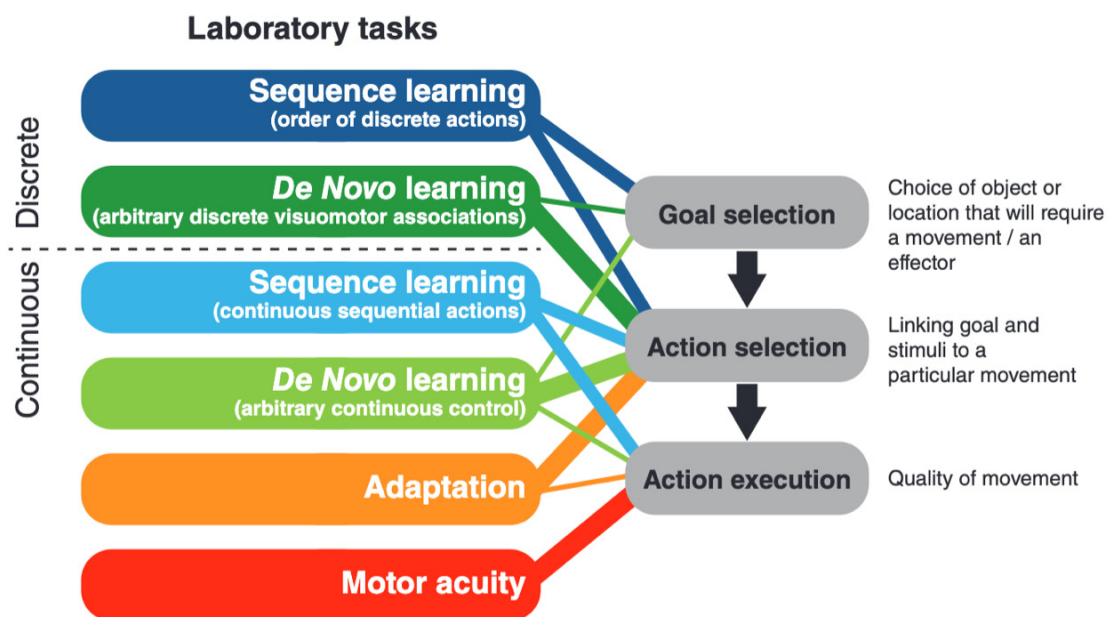 Laboratory tasks
Discrete
Sequence learning
(order of discrete actions)
De Novo learning
(arbitrary discrete visuomotor associations)
Continuous
Sequence learning
(continuous sequential actions)
De Novo learning
(arbitrary continuous control)
Adaptation
Motor acuity
Goal selection
Choice of object or
location that will require
a movement / an
effector
Action selection
Linking goal and
stimuli to a
particular movement
Action execution
Quality of movement